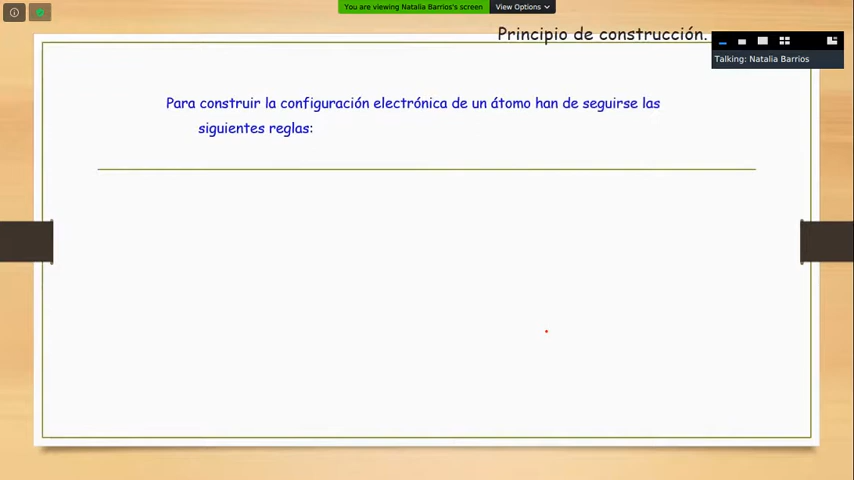 You are viewing Natalia Barrios's screen
View Options
Principio de construcción.
Talking: Natalia Barrios
Para construir la configuración electrónica de un átomo han de seguirse las
siguientes reglas: